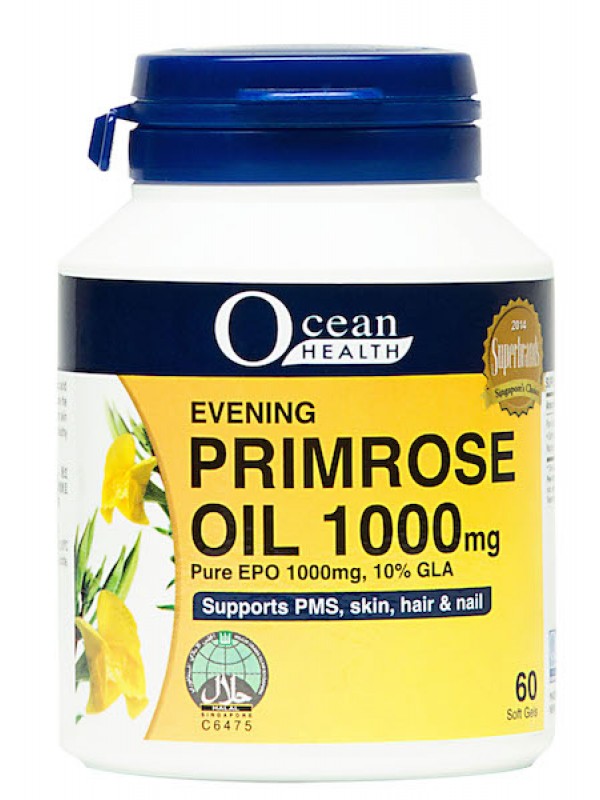 Ocean
HEALTH
2014
Superbrands
Singapore's Choice
EVENING
PRIMROSE
OIL 1000mg
Pure EPO 1000mg, 10% GLA
Supports PMS, skin, hair & nail
حلال
HALAL
SINGAPORE
C6475
60
Soft Gels